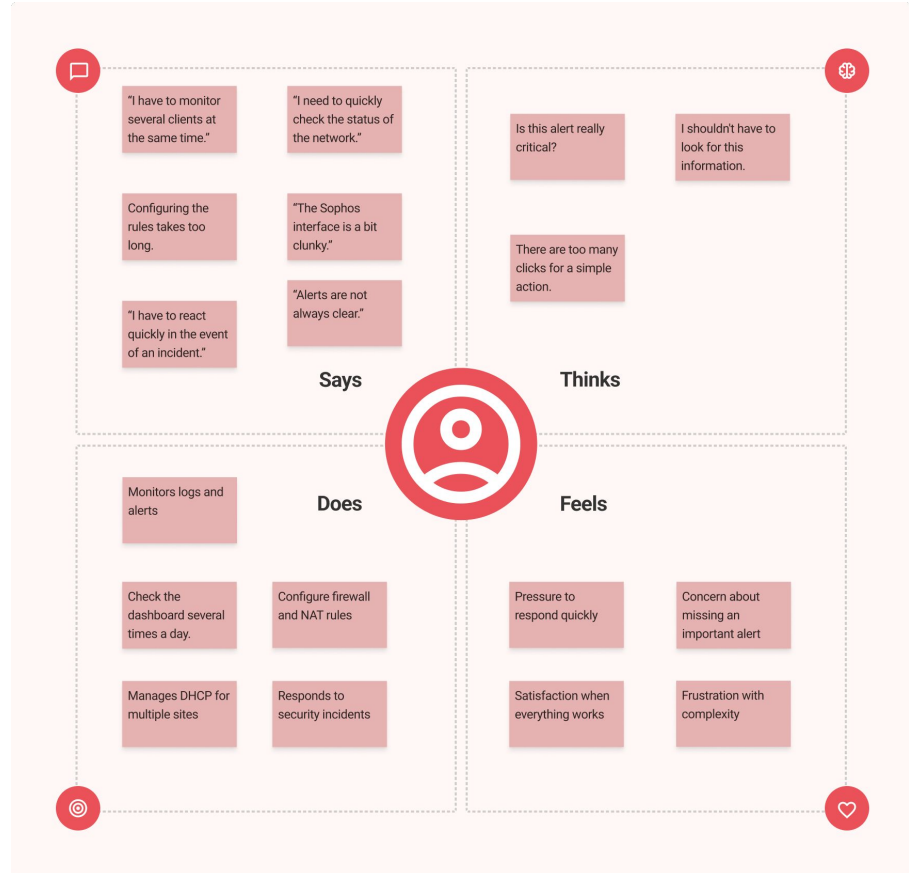 "I have to monitor
several clients at
the same time."
"I need to quickly
check the status of
the network."
Configuring the
rules takes too
long.
"The Sophos
interface is a bit
clunky."
"I have to react
quickly in the event
of an incident."
"Alerts are not
always clear."
Says
Is this alert really
critical?
I shouldn't have to
look for this
information.
There are too many
clicks for a simple
action.
Thinks
Does
Monitors logs and
alerts
Check the
dashboard several
times a day.
Configure firewall
and NAT rules
Manages DHCP for
multiple sites
Responds to
security incidents
Feels
Pressure to
respond quickly
Concern about
missing an
important alert
Satisfaction when
everything works
Frustration with
complexity